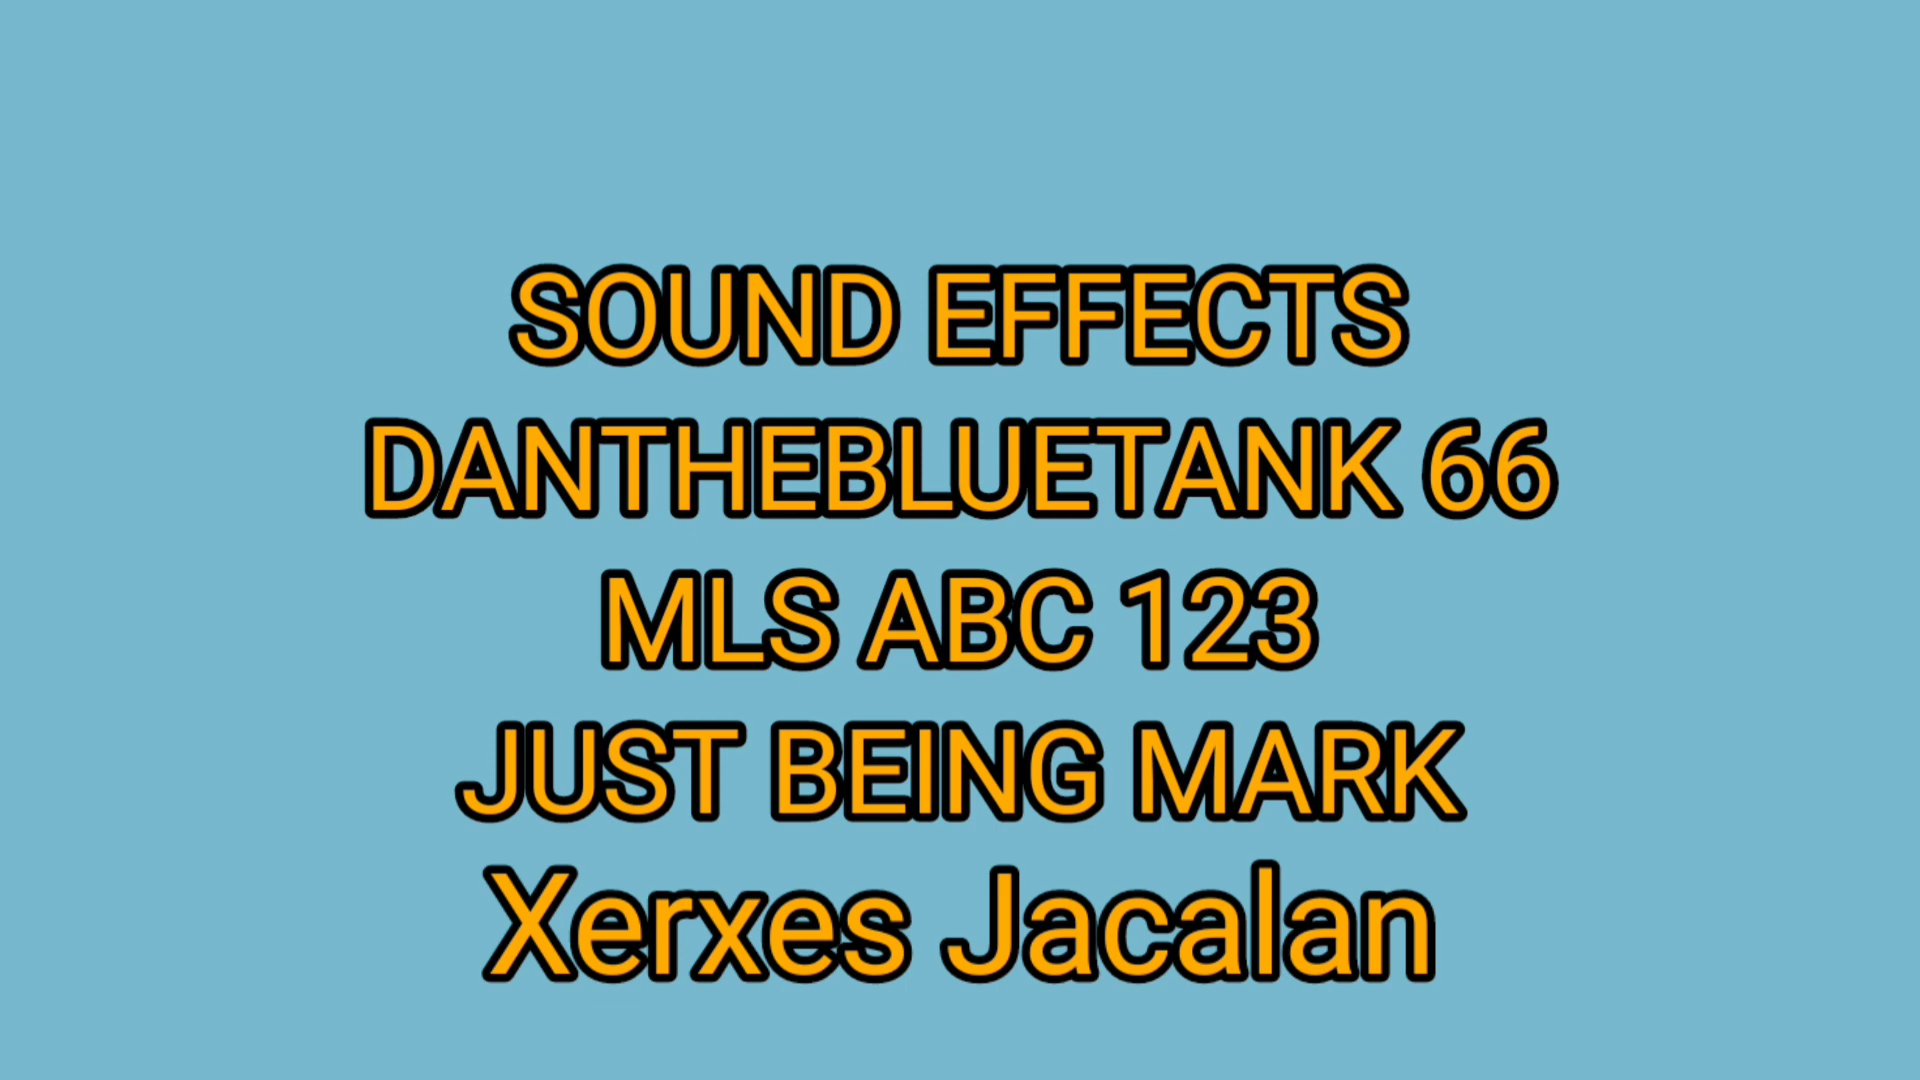 SOUND EFFECTS
DANTHEBLUETANK 66
MLS ABC 123
JUST BEING MARK
Xerxes Jacalan